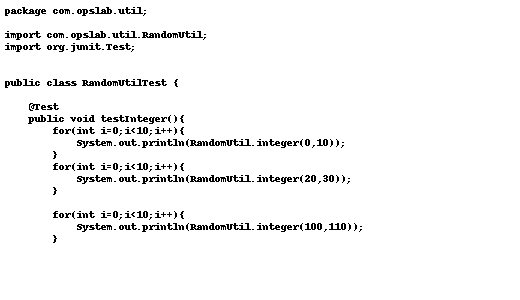 package com.opslab.util;

import com.opslab.util.RandomUtil;
import org.junit.Test;


public class RandomUtilTest {

    @Test
    public void testInteger(){
        for(int i=0;i<10;i++){
            System.out.println(RandomUtil.integer(0,10));
        }
        for(int i=0;i<10;i++){
            System.out.println(RandomUtil.integer(20,30));
        }

        for(int i=0;i<10;i++){
            System.out.println(RandomUtil.integer(100,110));
        }